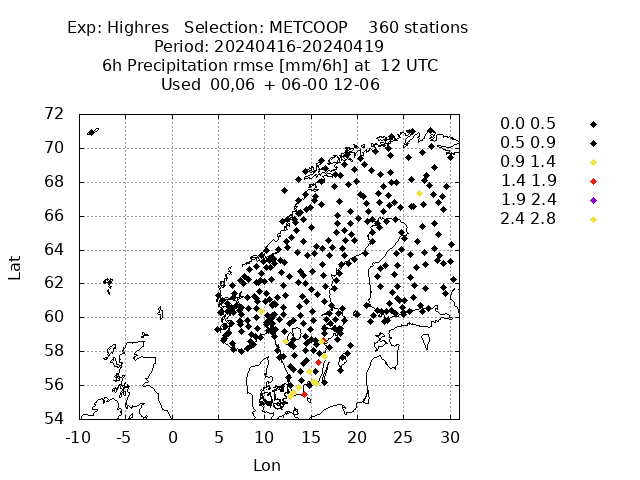 Exp: Highres   Selection: METCOOP    360 stations
Period: 20240416-20240419
6h Precipitation rmse [mm/6h] at  12 UTC
Used  00,06  + 06-00 12-06
72
70
68
66
64
62
60
58
56
54
Lat
-10 -5 0 5 10 15 20 25 30
Lon
0.0 0.5
0.5 0.9
0.9 1.4
1.4 1.9
1.9 2.4
2.4 2.8